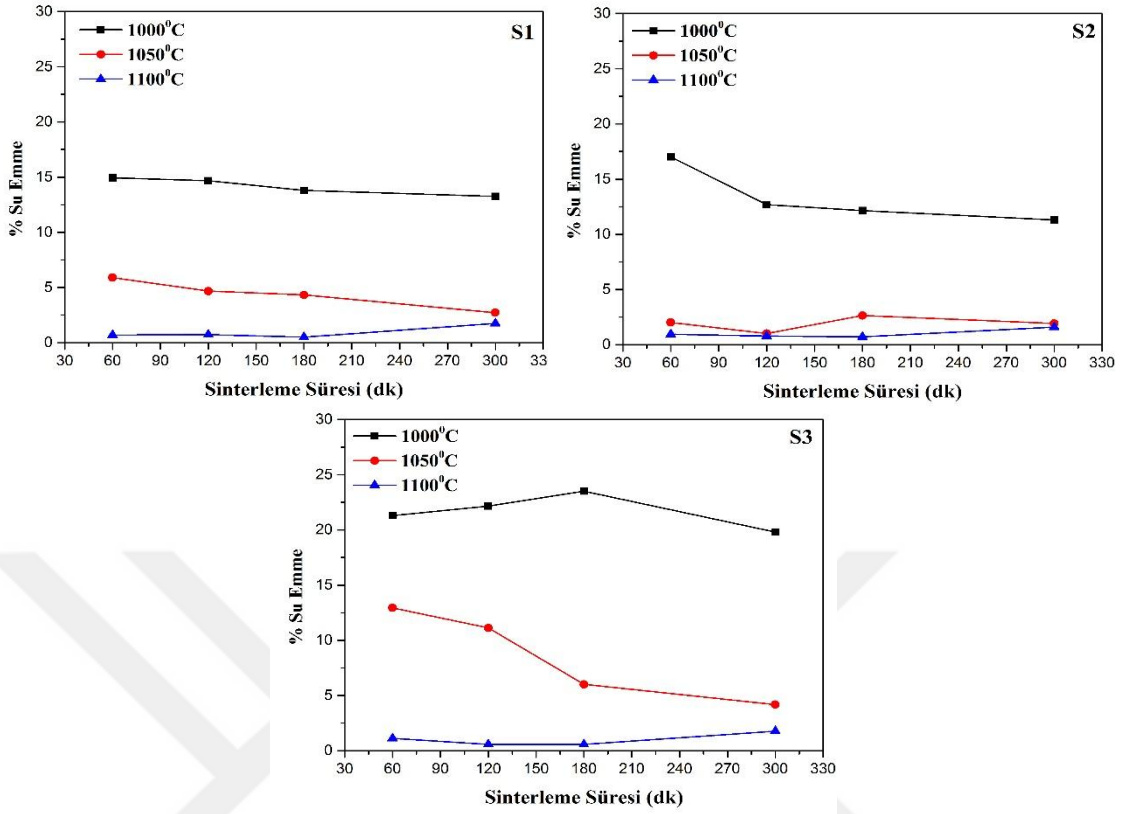 S1
1000⁰C
1050⁰C
1100⁰C
% Su Emme
30
25
20
15
10
5
0
30 60 90 120 150 180 210 240 270 300 33
Sinterleme Süresi (dk)
S2
1000⁰C
1050⁰C
1100⁰C
% Su Emme
30
25
20
15
10
5
0
30 60 90 120 150 180 210 240 270 300 330
Sinterleme Süresi (dk)
S3
1000⁰C
1050⁰C
1100⁰C
% Su Emme
30
25
20
15
10
5
0
30 60 90 120 150 180 210 240 270 300 330
Sinterleme Süresi (dk)